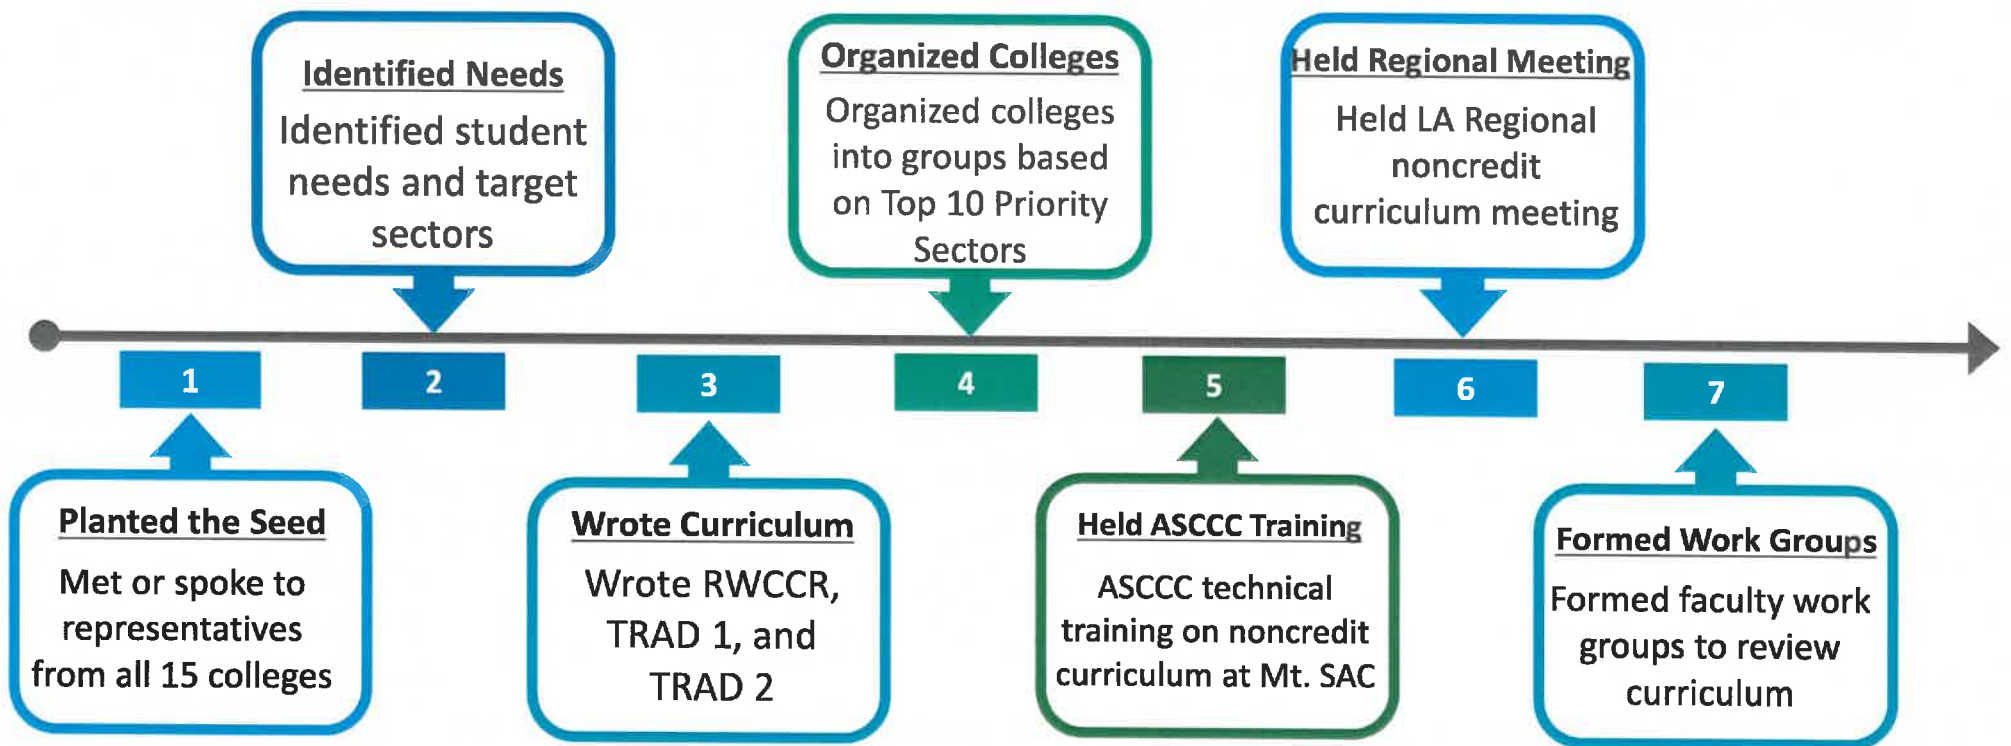 Identified Needs
Identified student
needs and target
sectors
Organized Colleges
Organized colleges
into groups based
on Top 10 Priority
Sectors
Held Regional Meeting
Held LA Regional
noncredit
curriculum meeting
1
2
3
4
5
6
7
Planted the Seed
Met or spoke to
representatives
from all 15 colleges
Wrote Curriculum
Wrote RWCCR,
TRAD 1, and
TRAD 2
Held ASCCC Training
ASCCC technical
training on noncredit
curriculum at Mt. SAC
Formed Work Groups
Formed faculty work
groups to review
curriculum